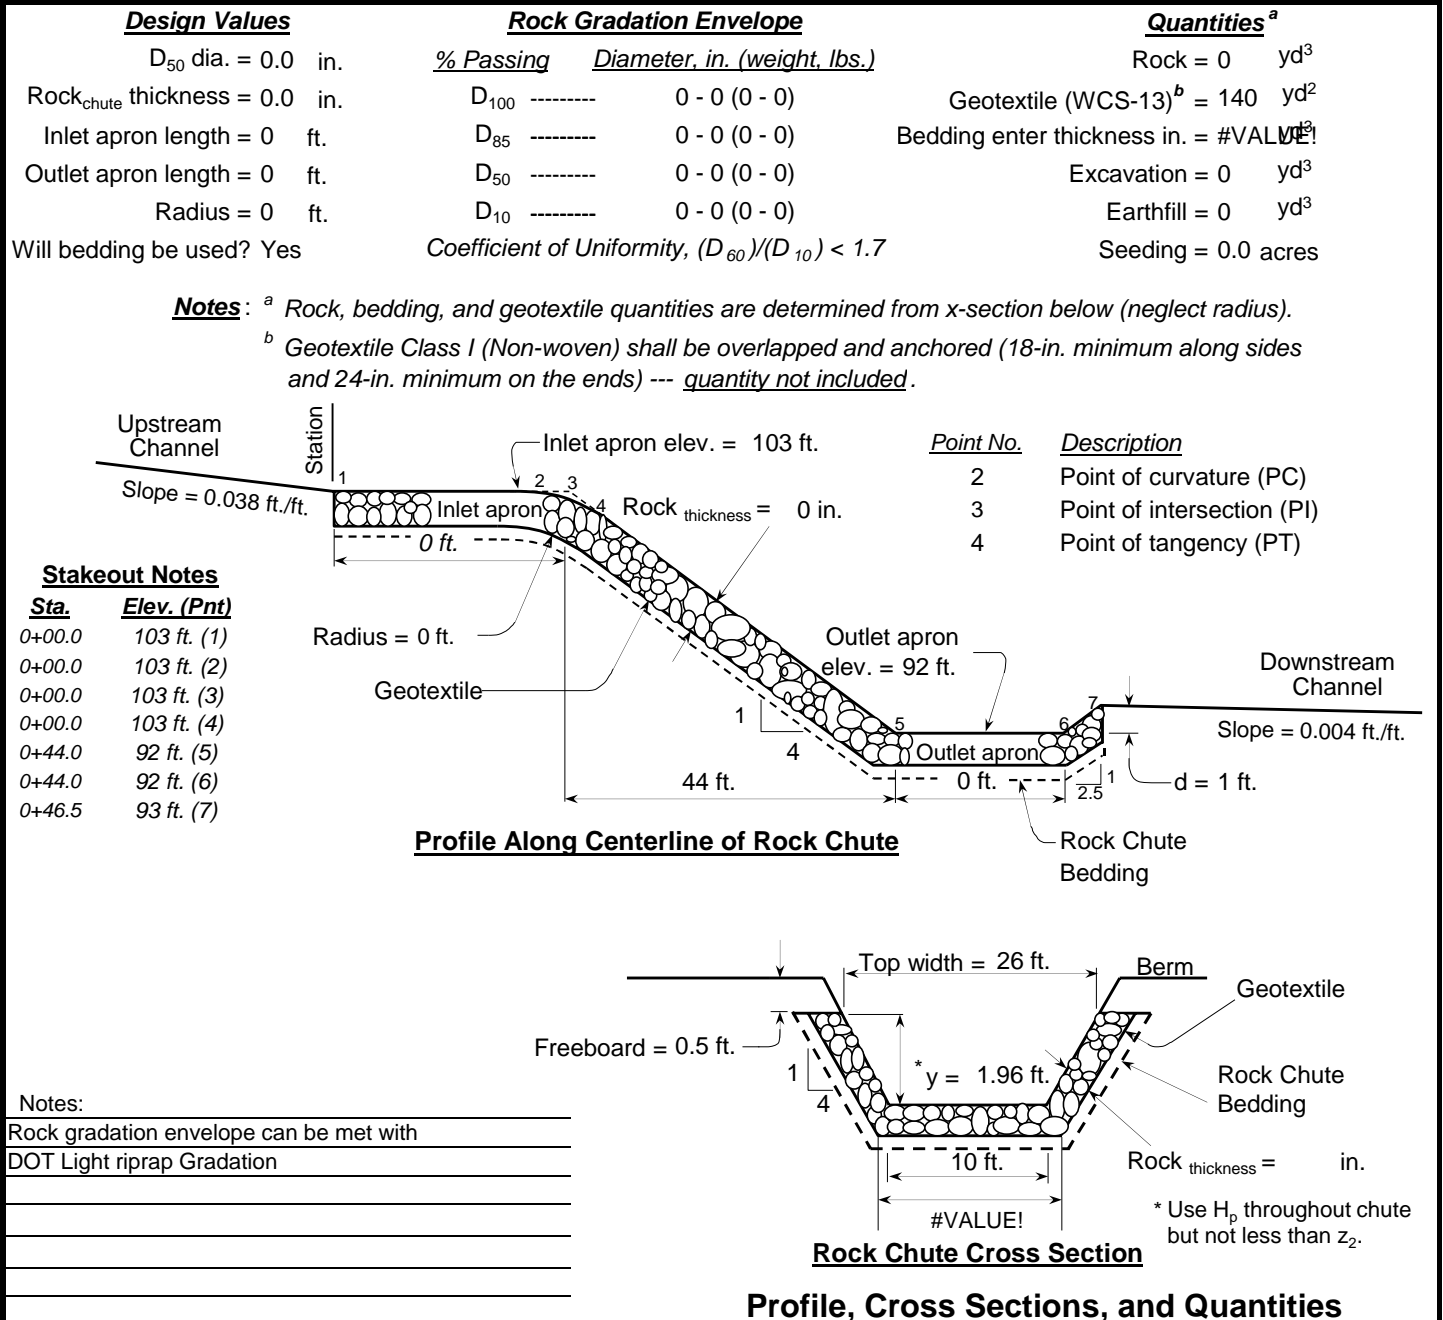 Design Values
D50 dia. = 0.0 in.
Rockchute thickness = 0.0 in.
Inlet apron length = 0 ft.
Outlet apron length = 0 ft.
Radius = 0 ft.
Will bedding be used? Yes
Rock Gradation Envelope
% Passing Diameter, in. (weight, lbs.)
D100 --------- 0 - 0 (0 - 0)
D85 --------- 0 - 0 (0 - 0)
D50 --------- 0 - 0 (0 - 0)
D10 --------- 0 - 0 (0 - 0)
Coefficient of Uniformity, (D 60)/(D 10) < 1.7
Quantities a
Rock = 0 yd3
Geotextile (WCS-13)b = 140 yd2
Bedding enter thickness in. = #VALUE! yd3
Excavation = 0 yd3
Earthfill = 0 yd3
Seeding = 0.0 acres
Notes: a Rock, bedding, and geotextile quantities are determined from x-section below (neglect radius).
b Geotextile Class I (Non-woven) shall be overlapped and anchored (18-in. minimum along sides
and 24-in. minimum on the ends) --- quantity not included.
Upstream
Channel
Slope = 0.038 ft./ft.
Station
1
Inlet apron elev. = 103 ft.
2
3
4
Inlet apron
0 ft.
Rock thickness = 0 in.
Point No. Description
2 Point of curvature (PC)
3 Point of intersection (PI)
4 Point of tangency (PT)
Stakeout Notes
Sta. Elev. (Pnt)
0+00.0 103 ft. (1)
0+00.0 103 ft. (2)
0+00.0 103 ft. (3)
0+00.0 103 ft. (4)
0+44.0 92 ft. (5)
0+44.0 92 ft. (6)
0+46.5 93 ft. (7)
Radius = 0 ft.
Geotextile
1
4
44 ft.
Outlet apron
elev. = 92 ft.
5
6
7
Outlet apron
0 ft.
2.5
1
Downstream
Channel
Slope = 0.004 ft./ft.
d = 1 ft.
Rock Chute
Bedding
Profile Along Centerline of Rock Chute
Top width = 26 ft.
Berm
Geotextile
Freeboard = 0.5 ft.
1
4
* y = 1.96 ft.
Rock Chute
Bedding
10 ft.
Rock thickness = in.
#VALUE!
* Use Hp throughout chute
but not less than z2.
Rock Chute Cross Section
Notes:
Rock gradation envelope can be met with
DOT Light riprap Gradation
Profile, Cross Sections, and Quantities